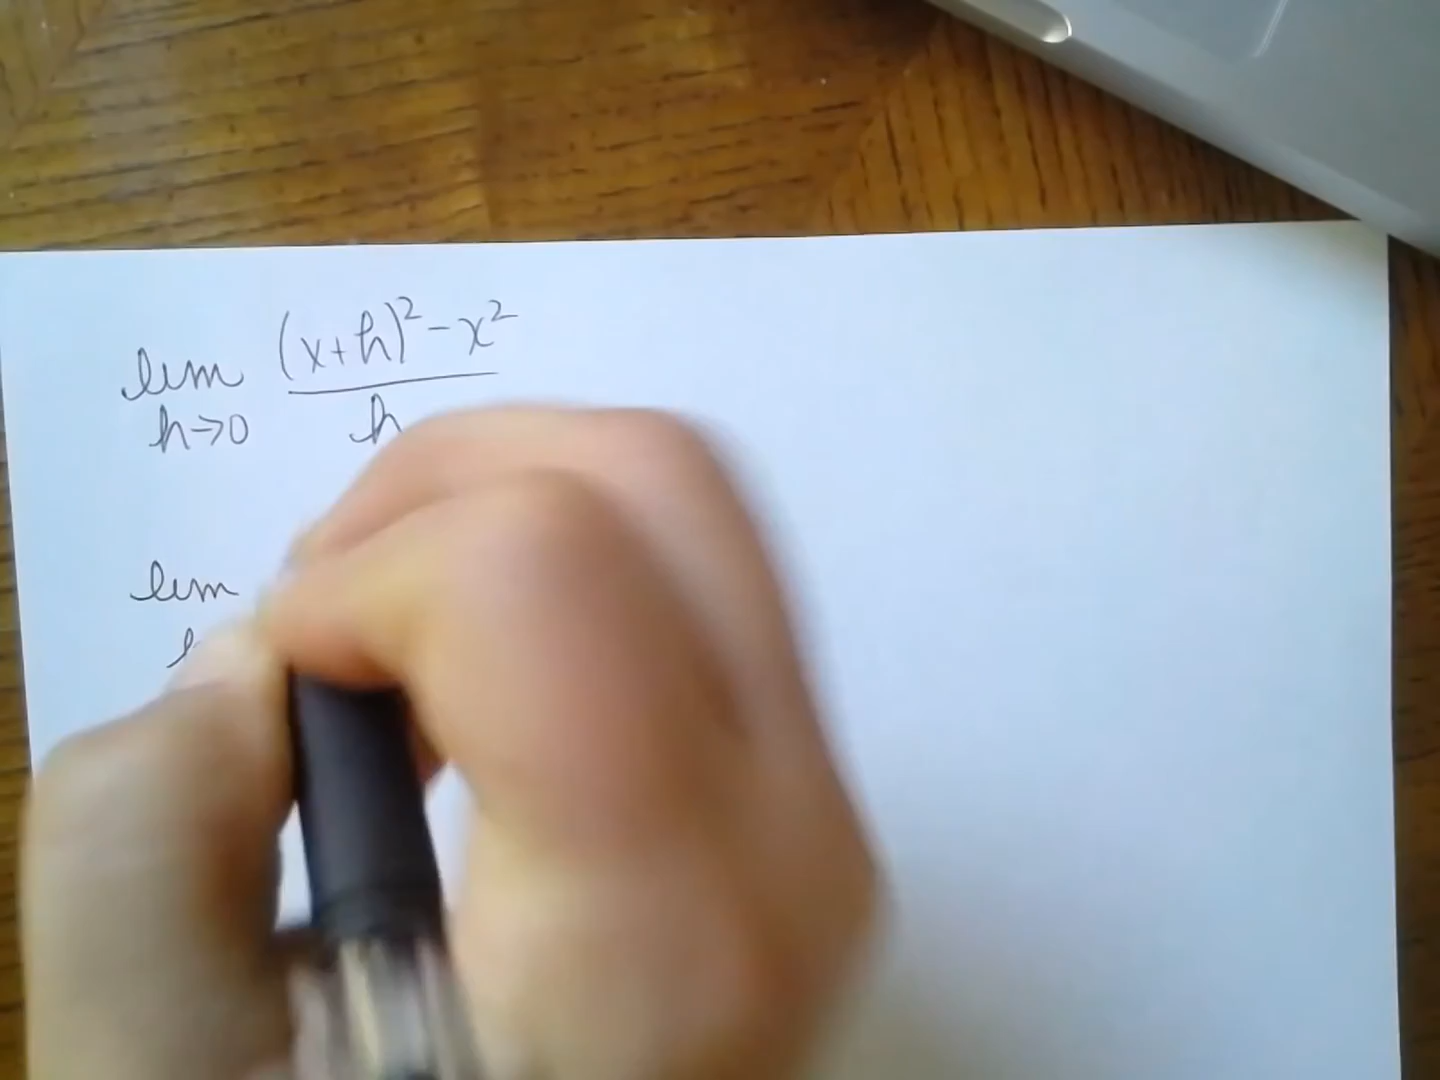 lim (x+h)² - x²
h→0 h
lim